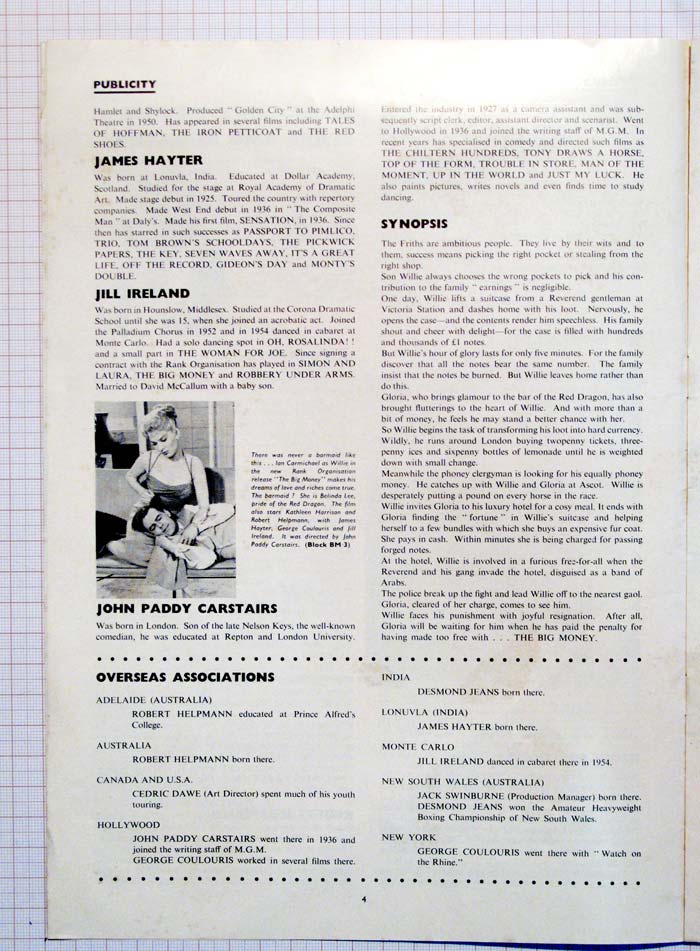 PUBLICITY
Hamlet and Shylock. Produced " Golden City " at the Adelphi
Theatre in 1950. Has appeared in several films including TALES
OF HOFFMAN, THE IRON PETTICOAT and THE RED
SHOES.
JAMES HAYTER
Was born at Lonuvla, India. Educated at Dollar Academy,
Scotland. Studied for the stage at Royal Academy of Dramatic
Art. Made stage debut in 1925. Toured the country with repertory
companies. Made West End debut in 1936 in " The Composite
Man " at Daly's. Made his first film, SENSATION, in 1936. Since
then has starred in such successes as PASSPORT TO PIMLICO,
TRIO, TOM BROWN'S SCHOOLDAYS, THE PICKWICK
PAPERS, THE KEY, SEVEN WAVES AWAY, IT'S A GREAT
LIFE, OFF THE RECORD, GIDEON'S DAY and MONTY'S
DOUBLE.
JILL IRELAND
Was born in Hounslow, Middlesex. Studied at the Corona Dramatic
School until she was 15, when she joined an acrobatic act. Joined
the Palladium Chorus in 1952 and in 1954 danced in cabaret at
Monte Carlo. Had a solo dancing spot in OH, ROSALINDA! !
and a small part in THE WOMAN FOR JOE. Since signing a
contract with the Rank Organisation has played in SIMON AND
LAURA, THE BIG MONEY and ROBBERY UNDER ARMS.
Married to David McCallum with a baby son.
There was never a barmaid like
this . . . Ian Carmichael as Willie in
the new Rank Organisation
release "The Big Money" makes his
dreams of love and riches come true.
The barmaid ? She is Belinda Lee,
pride of the Red Dragon. The film
also stars Kathleen Harrison and
Robert Helpmann, with James
Hayter, George Coulouris and Jill
Ireland. It was directed by John
Paddy Carstairs. (Block BM·3)
JOHN PADDY CARSTAIRS
Was born in London. Son of the late Nelson Keys, the well-known
comedian, he was educated at Repton and London University.
Entered the industry in 1927 as a camera assistant and was sub-
sequently script clerk, editor, assistant director and scenarist. Went
to Hollywood in 1936 and joined the writing staff of M.G.M. In
recent years has specialised in comedy and directed such films as
THE CHILTERN HUNDREDS, TONY DRAWS A HORSE,
TOP OF THE FORM, TROUBLE IN STORE, MAN OF THE
MOMENT, UP IN THE WORLD and JUST MY LUCK. He
also paints pictures, writes novels and even finds time to study
dancing.
SYNOPSIS
The Friths are ambitious people. They live by their wits and to
them, success means picking the right pocket or stealing from the
right shop.
Son Willie always chooses the wrong pockets to pick and his con-
tribution to the family " earnings " is negligible.
One day, Willie lifts a suitcase from a Reverend gentleman at
Victoria Station and dashes home with his loot. Nervously, he
opens the case—and the contents render him speechless. His family
shout and cheer with delight—for the case is filled with hundreds
and thousands of £1 notes.
But Willie's hour of glory lasts for only five minutes. For the family
discover that all the notes bear the same number. The family
insist that the notes be burned. But Willie leaves home rather than
do this.
Gloria, who brings glamour to the bar of the Red Dragon, has also
brought flutterings to the heart of Willie. And with more than a
bit of money, he feels he may stand a better chance with her.
So Willie begins the task of transforming his loot into hard currency.
Wildly, he runs around London buying twopenny tickets, three-
penny ices and sixpenny bottles of lemonade until he is weighted
down with small change.
Meanwhile the phoney clergyman is looking for his equally phoney
money. He catches up with Willie and Gloria at Ascot. Willie is
desperately putting a pound on every horse in the race.
Willie invites Gloria to his luxury hotel for a cosy meal. It ends with
Gloria finding the " fortune " in Willie's suitcase and helping
herself to a few bundles with which she buys an expensive fur coat.
She pays in cash. Within minutes she is being charged for passing
forged notes.
At the hotel, Willie is involved in a furious free-for-all when the
Reverend and his gang invade the hotel, disguised as a band of
Arabs.
The police break up the fight and lead Willie off to the nearest gaol.
Gloria, cleared of her charge, comes to see him.
Willie faces his punishment with joyful resignation. After all,
Gloria will be waiting for him when he has paid the penalty for
having made too free with . . . THE BIG MONEY.
OVERSEAS ASSOCIATIONS
ADELAIDE (AUSTRALIA)
ROBERT HELPMANN educated at Prince Alfred's
College.
AUSTRALIA
ROBERT HELPMANN born there.
CANADA AND U.S.A.
CEDRIC DAWE (Art Director) spent much of his youth
touring.
HOLLYWOOD
JOHN PADDY CARSTAIRS went there in 1936 and
joined the writing staff of M.G.M.
GEORGE COULOURIS worked in several films there.
INDIA
DESMOND JEANS born there.
LONUVLA (INDIA)
JAMES HAYTER born there.
MONTE CARLO
JILL IRELAND danced in cabaret there in 1954.
NEW SOUTH WALES (AUSTRALIA)
JACK SWINBURNE (Production Manager) born there.
DESMOND JEANS won the Amateur Heavyweight
Boxing Championship of New South Wales.
NEW YORK
GEORGE COULOURIS went there with " Watch on
the Rhine."
4